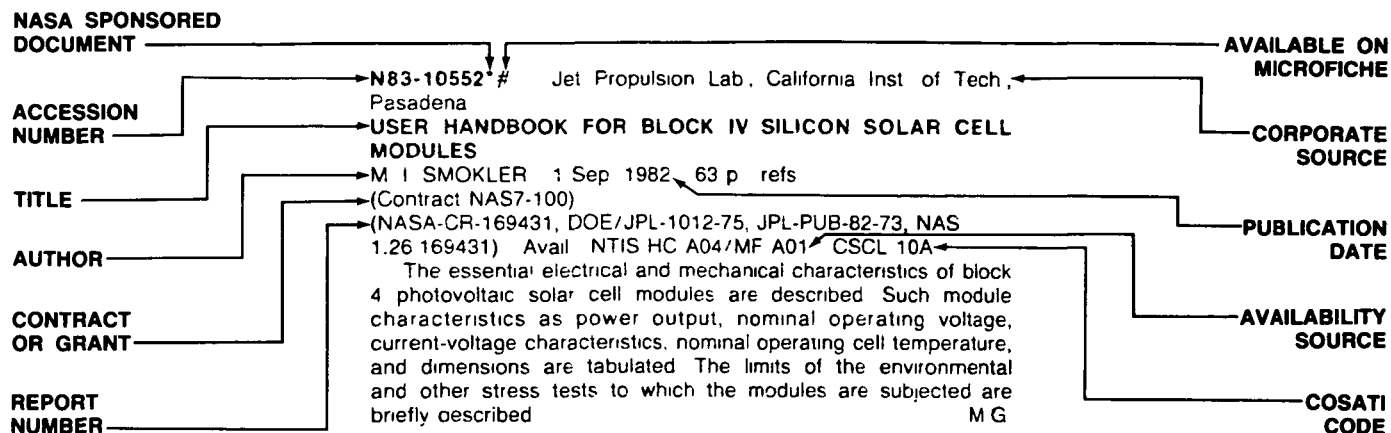 NASA SPONSORED
DOCUMENT
AVAILABLE ON
MICROFICHE
N83-10552*# Jet Propulsion Lab, California Inst of Tech,
Pasadena
ACCESSION
NUMBER
USER HANDBOOK FOR BLOCK IV SILICON SOLAR CELL
MODULES
CORPORATE
SOURCE
M I SMOKLER 1 Sep 1982 63 p refs
TITLE
(Contract NAS7-100)
(NASA-CR-169431, DOE/JPL-1012-75, JPL-PUB-82-73, NAS
1.26 169431) Avail NTIS HC A04/MF A01 CSCL 10A
PUBLICATION
DATE
AUTHOR
The essential electrical and mechanical characteristics of block
4 photovoltaic solar cell modules are described Such module
characteristics as power output, nominal operating voltage,
current-voltage characteristics, nominal operating cell temperature,
and dimensions are tabulated The limits of the environmental
and other stress tests to which the modules are subjected are
briefly described M G
CONTRACT
OR GRANT
AVAILABILITY
SOURCE
REPORT
NUMBER
COSATI
CODE